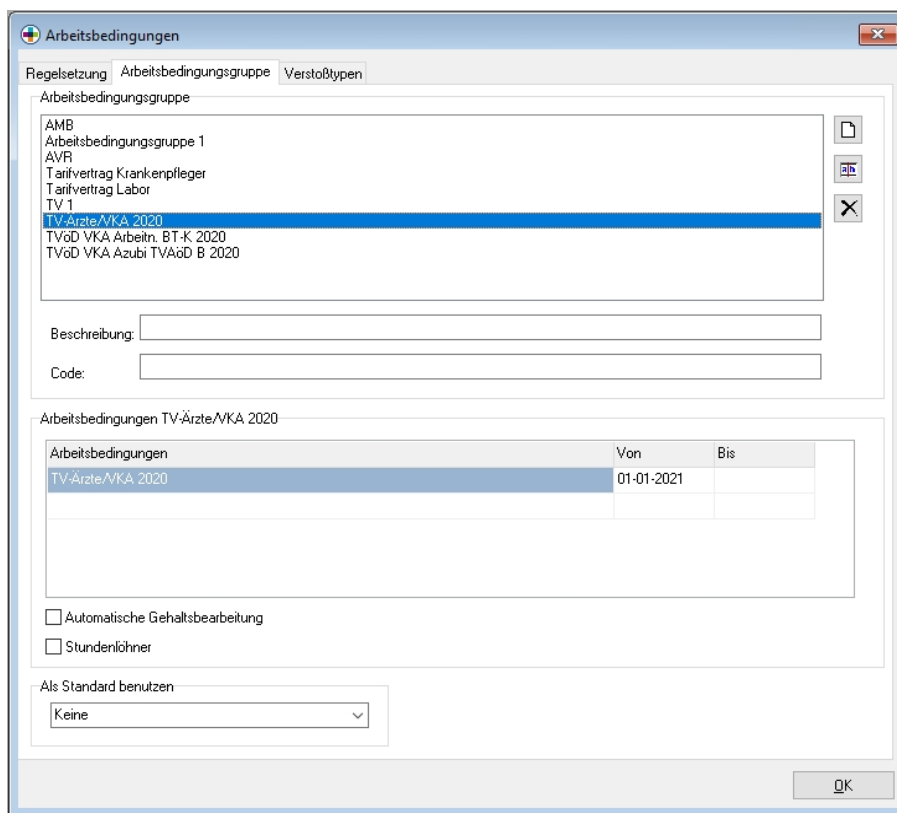 Arbeitsbedingungen
Regelsetzung Arbeitsbedingungsgruppe Verstoßtypen
Arbeitsbedingungsgruppe
AMB
Arbeitsbedingungsgruppe 1
AVR
Tarifvertrag Krankenpfleger
Tarifvertrag Labor
TV 1
TV-Ärzte/VKA 2020
TVöD VKA Arbeitn. BT-K 2020
TVöD VKA Azubi TVAöD B 2020
Beschreibung:
Code:
Arbeitsbedingungen TV-Ärzte/VKA 2020
Arbeitsbedingungen Von Bis
TV-Ärzte/VKA 2020 01-01-2021
Automatische Gehaltsbearbeitung
Stundenlöhner
Als Standard benutzen
Keine
OK